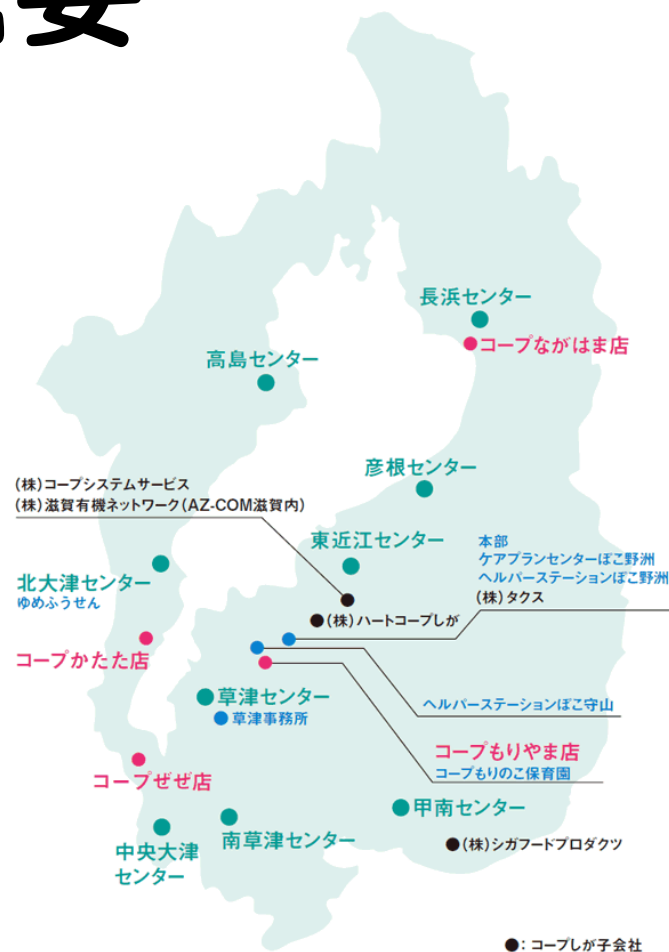 要
長浜センター
コープながはま店
高島センター
彦根センター
(株)コープシステムサービス
(株)滋賀有機ネットワーク(AZ-COM滋賀内)
東近江センター
本部
ケアプランセンターぽこ野洲
ヘルパーステーションぽこ野洲
(株)タクス
北大津センター
ゆめふうせん
●(株)ハートコープしが
コープかたた店
草津センター
草津事務所
ヘルパーステーションぽこ守山
コープもりやま店
コープもりのこ保育園
コープぜぜ店
甲南センター
南草津センター
中央大津
センター
●(株)シガフードプロダクツ
●：コープしが子会社